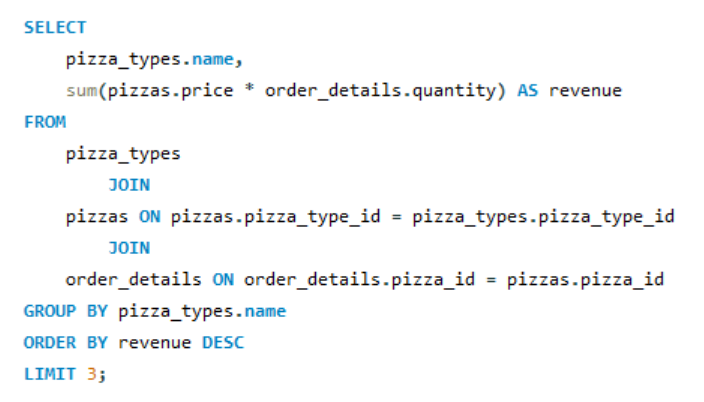 SELECT
pizza_types.name,
sum(pizzas.price * order_details.quantity) AS revenue
FROM
pizza_types
JOIN
pizzas ON pizzas.pizza_type_id = pizza_types.pizza_type_id
JOIN
order_details ON order_details.pizza_id = pizzas.pizza_id
GROUP BY pizza_types.name
ORDER BY revenue DESC
LIMIT 3;